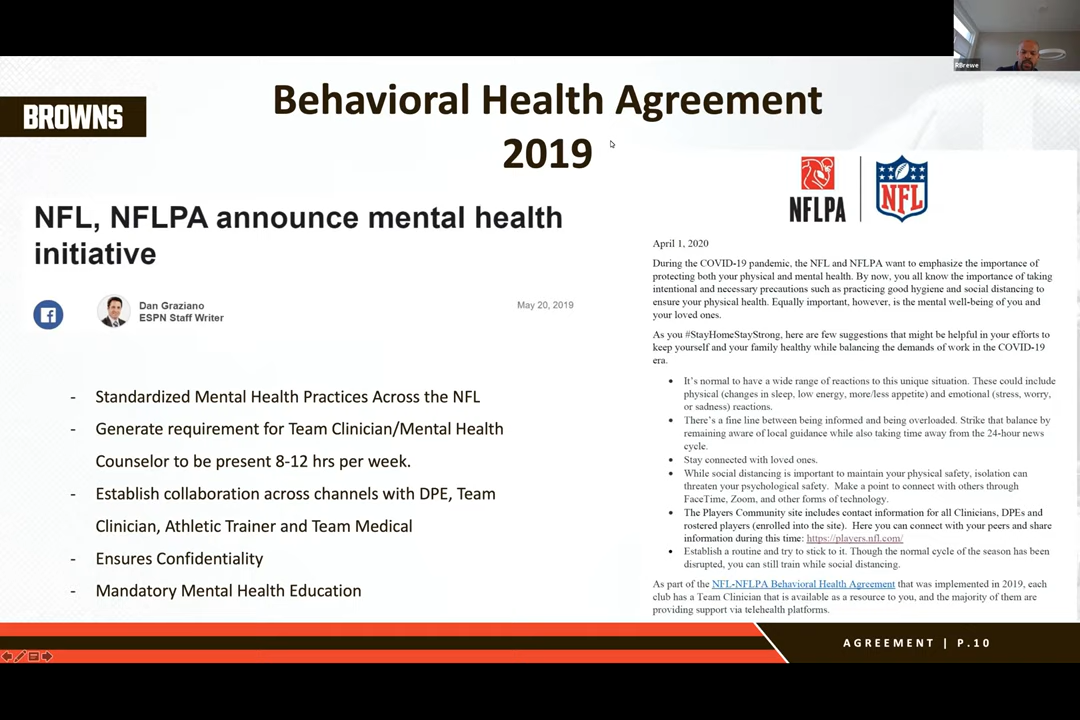 RBrewe
BROWNS
Behavioral Health Agreement
2019
NFL, NFLPA announce mental health
initiative
Dan Graziano
ESPN Staff Writer
May 20, 2019
- Standardized Mental Health Practices Across the NFL
- Generate requirement for Team Clinician/Mental Health
Counselor to be present 8-12 hrs per week.
- Establish collaboration across channels with DPE, Team
Clinician, Athletic Trainer and Team Medical
- Ensures Confidentiality
- Mandatory Mental Health Education
NFLPA
NFL
April 1, 2020
During the COVID-19 pandemic, the NFL and NFLPA want to emphasize the importance of
protecting both your physical and mental health. By now, you all know the importance of taking
intentional and necessary precautions such as practicing good hygiene and social distancing to
ensure your physical health. Equally important, however, is the mental well-being of you and
your loved ones.
As you #StayHomeStayStrong, here are few suggestions that might be helpful in your efforts to
keep yourself and your family healthy while balancing the demands of work in the COVID-19
era.
• It's normal to have a wide range of reactions to this unique situation. These could include
physical (changes in sleep, low energy, more/less appetite) and emotional (stress, worry,
or sadness) reactions.
• There's a fine line between being informed and being overloaded. Strike that balance by
remaining aware of local guidance while also taking time away from the 24-hour news
cycle.
• Stay connected with loved ones.
• While social distancing is important to maintain your physical safety, isolation can
threaten your psychological safety. Make a point to connect with others through
FaceTime, Zoom, and other forms of technology.
• The Players Community site includes contact information for all Clinicians, DPEs and
rostered players (enrolled into the site). Here you can connect with your peers and share
information during this time: https://players.nfl.com/
• Establish a routine and try to stick to it. Though the normal cycle of the season has been
disrupted, you can still train while social distancing.
As part of the NFL-NFLPA Behavioral Health Agreement that was implemented in 2019, each
club has a Team Clinician that is available as a resource to you, and the majority of them are
providing support via telehealth platforms.
AGREEMENT | P.10